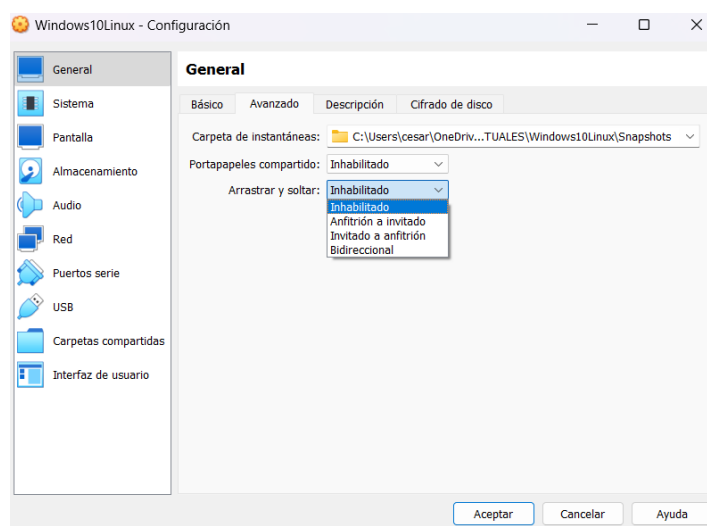 Windows10Linux - Configuración
General
Sistema
Pantalla
Almacenamiento
Audio
Red
Puertos serie
USB
Carpetas compartidas
Interfaz de usuario
General
Básico Avanzado Descripción Cifrado de disco
Carpeta de instantáneas: C:\Users\cesar\OneDriv...TUALES\Windows10Linux\Snapshots
Portapapeles compartido: Inhabilitado
Arrastrar y soltar: Inhabilitado
Inhabilitado
Anfitrión a invitado
Invitado a anfitrión
Bidireccional
Aceptar Cancelar Ayuda